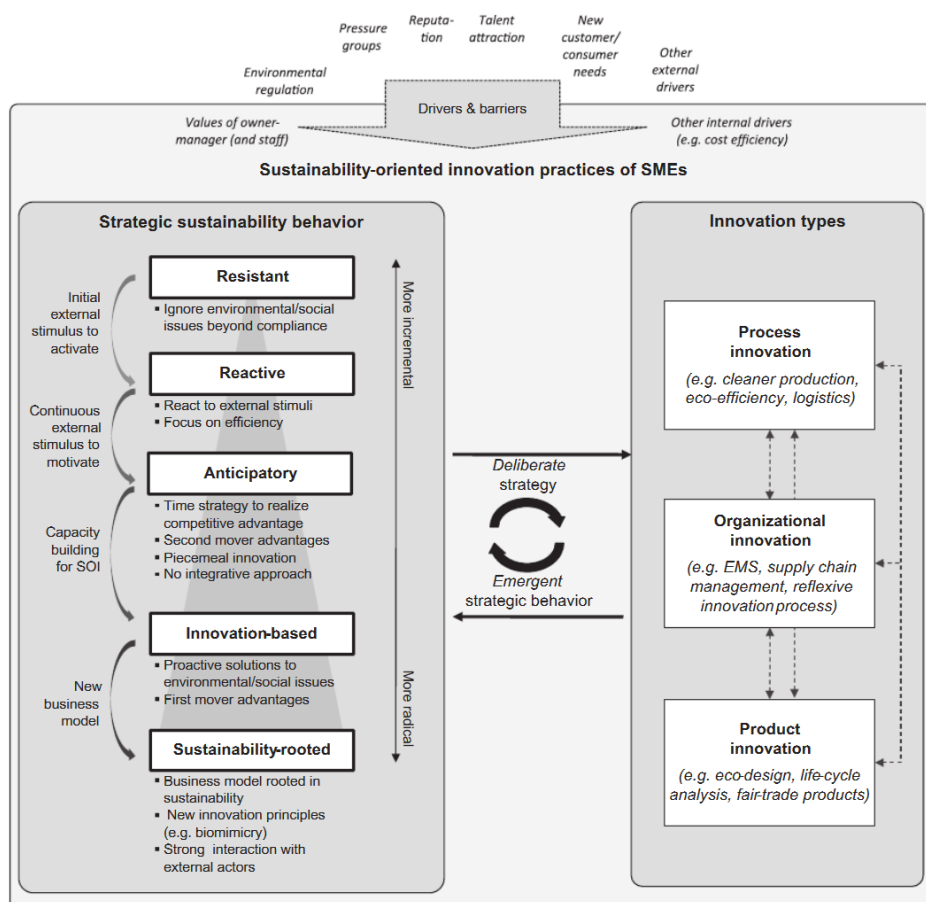 Pressure
groups
Reputa-
tion
Talent
attraction
New
customer/
consumer
needs
Other
external
drivers
Environmental
regulation
Drivers & barriers
Values of owner-
manager (and staff)
Other internal drivers
(e.g. cost efficiency)
Sustainability-oriented innovation practices of SMEs
Strategic sustainability behavior
Resistant
▪ Ignore environmental/social
issues beyond compliance
Initial
external
stimulus to
activate
Reactive
▪ React to external stimuli
▪ Focus on efficiency
Continuous
external
stimulus to
motivate
Anticipatory
▪ Time strategy to realize
competitive advantage
▪ Second mover advantages
▪ Piecemeal innovation
▪ No integrative approach
Capacity
building
for SOI
Innovation-based
▪ Proactive solutions to
environmental/social issues
▪ First mover advantages
New
business
model
Sustainability-rooted
▪ Business model rooted in
sustainability
▪ New innovation principles
(e.g. biomimicry)
▪ Strong interaction with
external actors
More incremental
More radical
Deliberate
strategy
Emergent
strategic behavior
Innovation types
Process
innovation
(e.g. cleaner production,
eco-efficiency, logistics)
Organizational
innovation
(e.g. EMS, supply chain
management, reflexive
innovation process)
Product
innovation
(e.g. eco-design, life-cycle
analysis, fair-trade products)